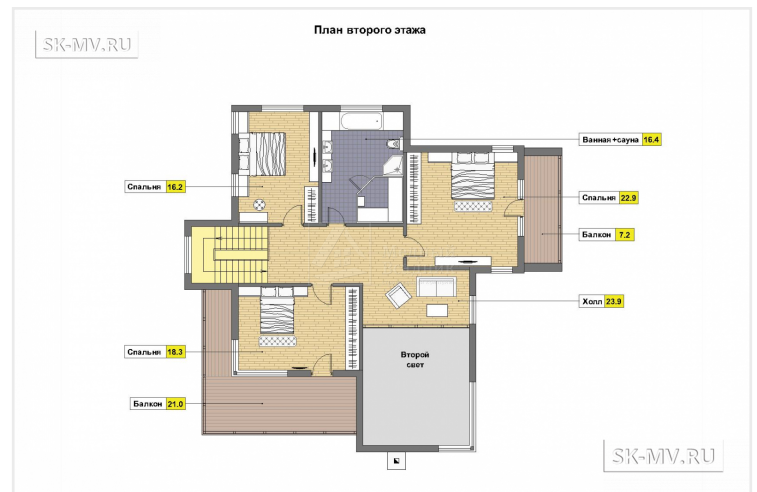 План второго этажа
SK-MV.RU
Ванная+сауна 16.4
Спальня 16.2
Спальня 22.9
Балкон 7.2
Холл 23.9
Спальня 18.3
Второй
свет
Балкон 21.0
SK-MV.RU